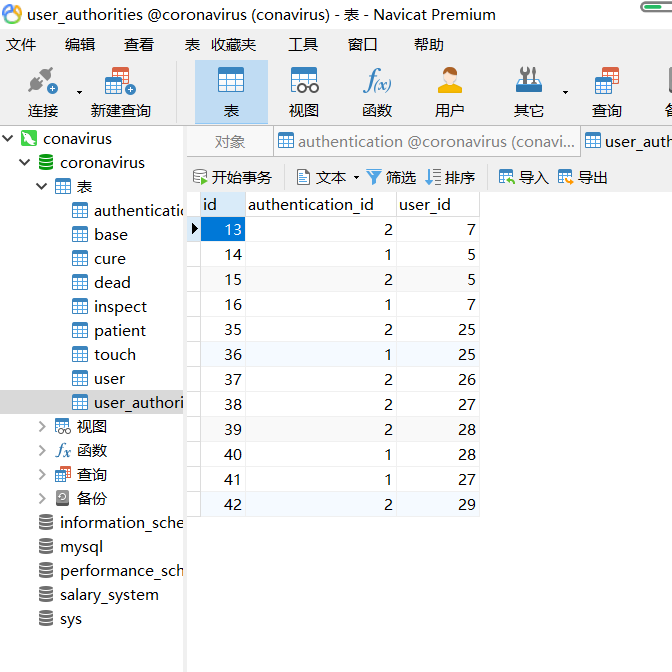 user_authorities @coronavirus (conavirus) - 表 - Navicat Premium
文件 编辑 查看 表 收藏夹 工具 窗口 帮助
连接 新建查询 表 视图 函数 用户 其它 查询
对象 authentication @coronavirus (conavi... user_auth
开始事务 文本 筛选 排序 导入 导出
conavirus
coronavirus
表
authenticatic
base
cure
dead
inspect
patient
touch
user
user_authori
视图
函数
查询
备份
information_sche
mysql
performance_sch
salary_system
sys
id authentication_id user_id
13 2 7
14 1 5
15 2 5
16 1 7
35 2 25
36 1 25
37 2 26
38 2 27
39 2 28
40 1 28
41 1 27
42 2 29